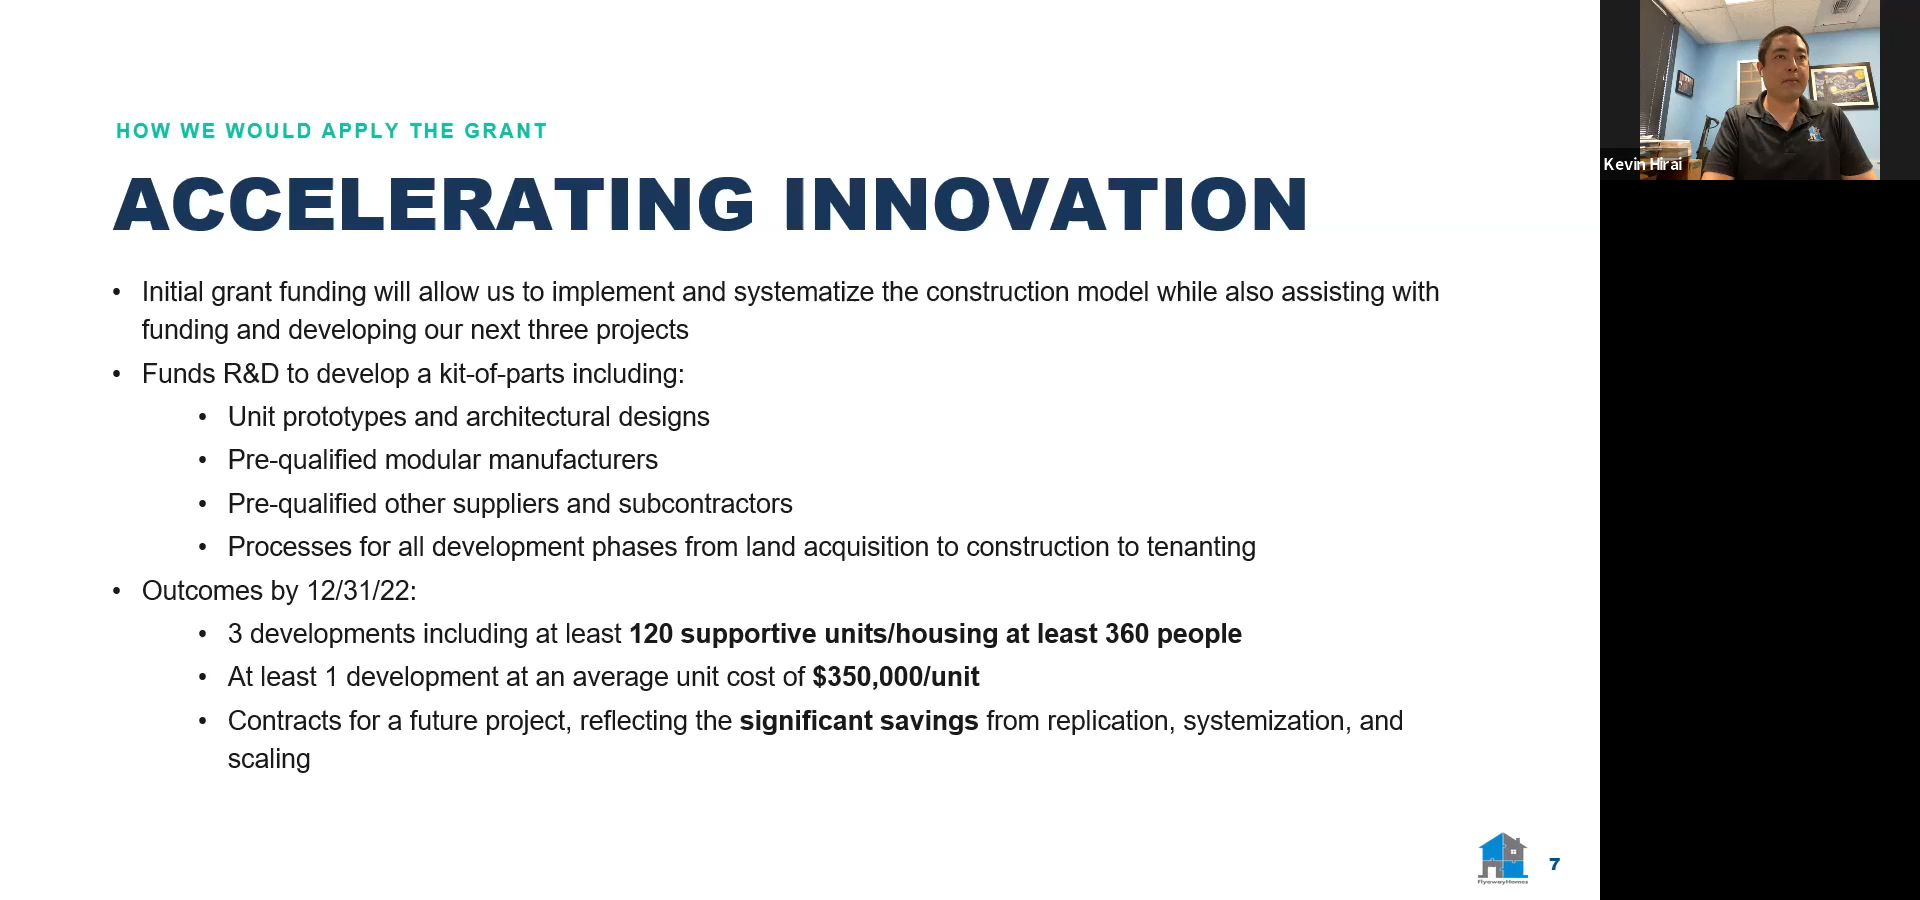 HOW WE WOULD APPLY THE GRANT
ACCELERATING INNOVATION
• Initial grant funding will allow us to implement and systematize the construction model while also assisting with
funding and developing our next three projects
• Funds R&D to develop a kit-of-parts including:
• Unit prototypes and architectural designs
• Pre-qualified modular manufacturers
• Pre-qualified other suppliers and subcontractors
• Processes for all development phases from land acquisition to construction to tenanting
• Outcomes by 12/31/22:
• 3 developments including at least 120 supportive units/housing at least 360 people
• At least 1 development at an average unit cost of $350,000/unit
• Contracts for a future project, reflecting the significant savings from replication, systemization, and
scaling
FlyawayHomes
7
Kevin Hirai